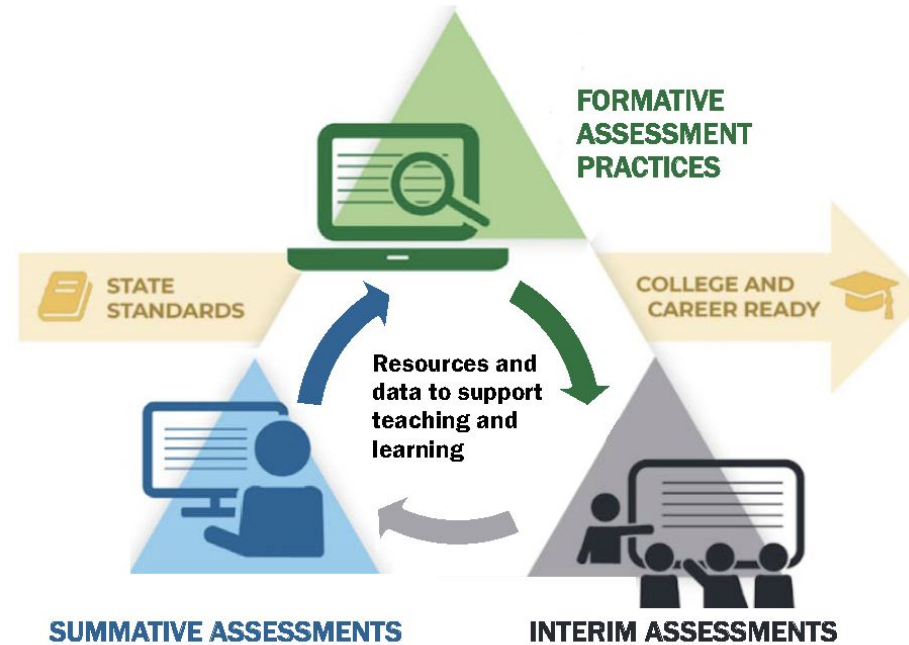 FORMATIVE
ASSESSMENT
PRACTICES
STATE
STANDARDS
COLLEGE AND
CAREER READY
Resources and
data to support
teaching and
learning
SUMMATIVE ASSESSMENTS
INTERIM ASSESSMENTS